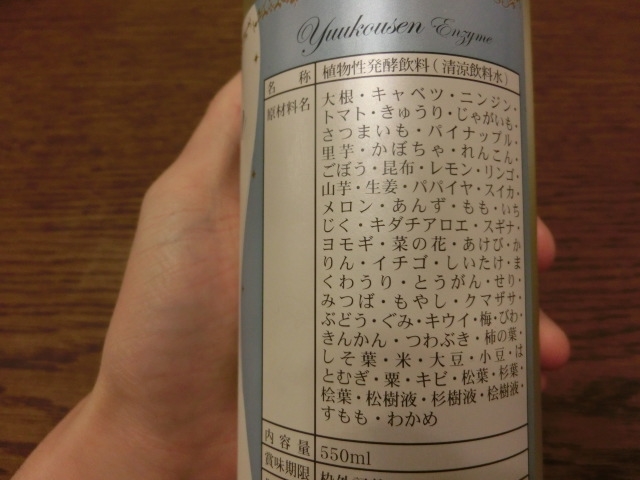 Yuukousen Enzyme
名称 植物性発酵飲料(清涼飲料水)
原材料名 大根・キャベツ・ニンジン・
トマト・きゅうり・じゃがいも・
さつまいも・パイナップル・
里芋・かぼちゃ・れんこん・
ごぼう・昆布・レモン・リンゴ・
山芋・生姜・パパイヤ・スイカ・
メロン・あんず・もも・いち
じく・キダチアロエ・スギナ・
ヨモギ・菜の花・あけび・か
りん・イチゴ・しいたけ・ま
くわうり・とうがん・せり・
みつば・もやし・クマザサ・
ぶどう・ぐみ・キウイ・梅・びわ・
きんかん・つわぶき・柿の葉・
しそ葉・米・大豆・小豆・は
とむぎ・粟・キビ・松葉・杉葉・
桧葉・松樹液・杉樹液・桧樹液・
すもも・わかめ
内容量 550ml
賞味期限